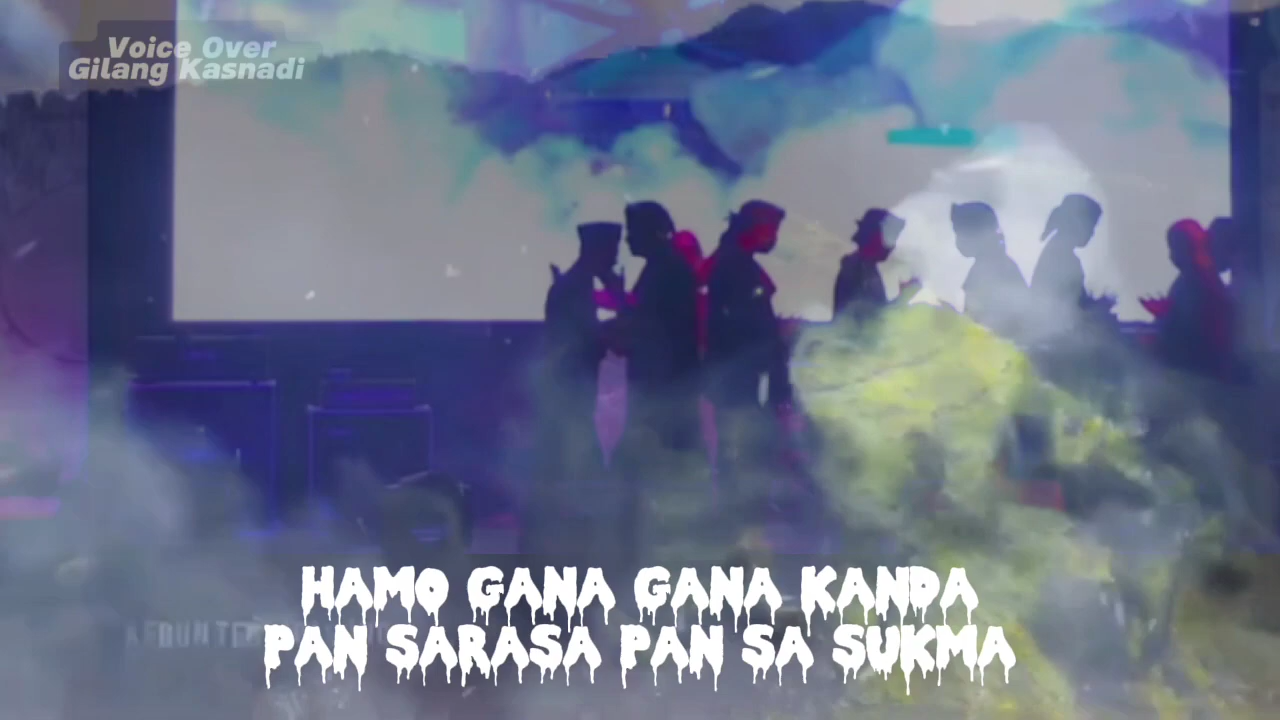 Voice Over
Gilang Kasnadi
HAMO GANA GANA KANDA
PAN SARASA PAN SA SUKMA